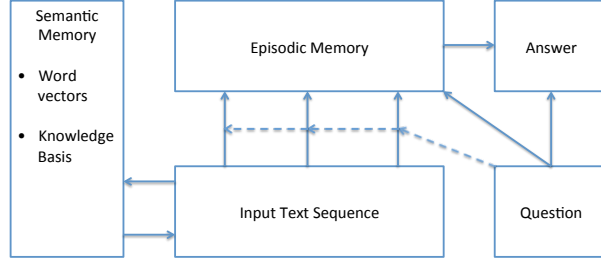 Semantic
Memory
• Word
vectors
• Knowledge
Basis
Episodic Memory
Answer
Input Text Sequence
Question